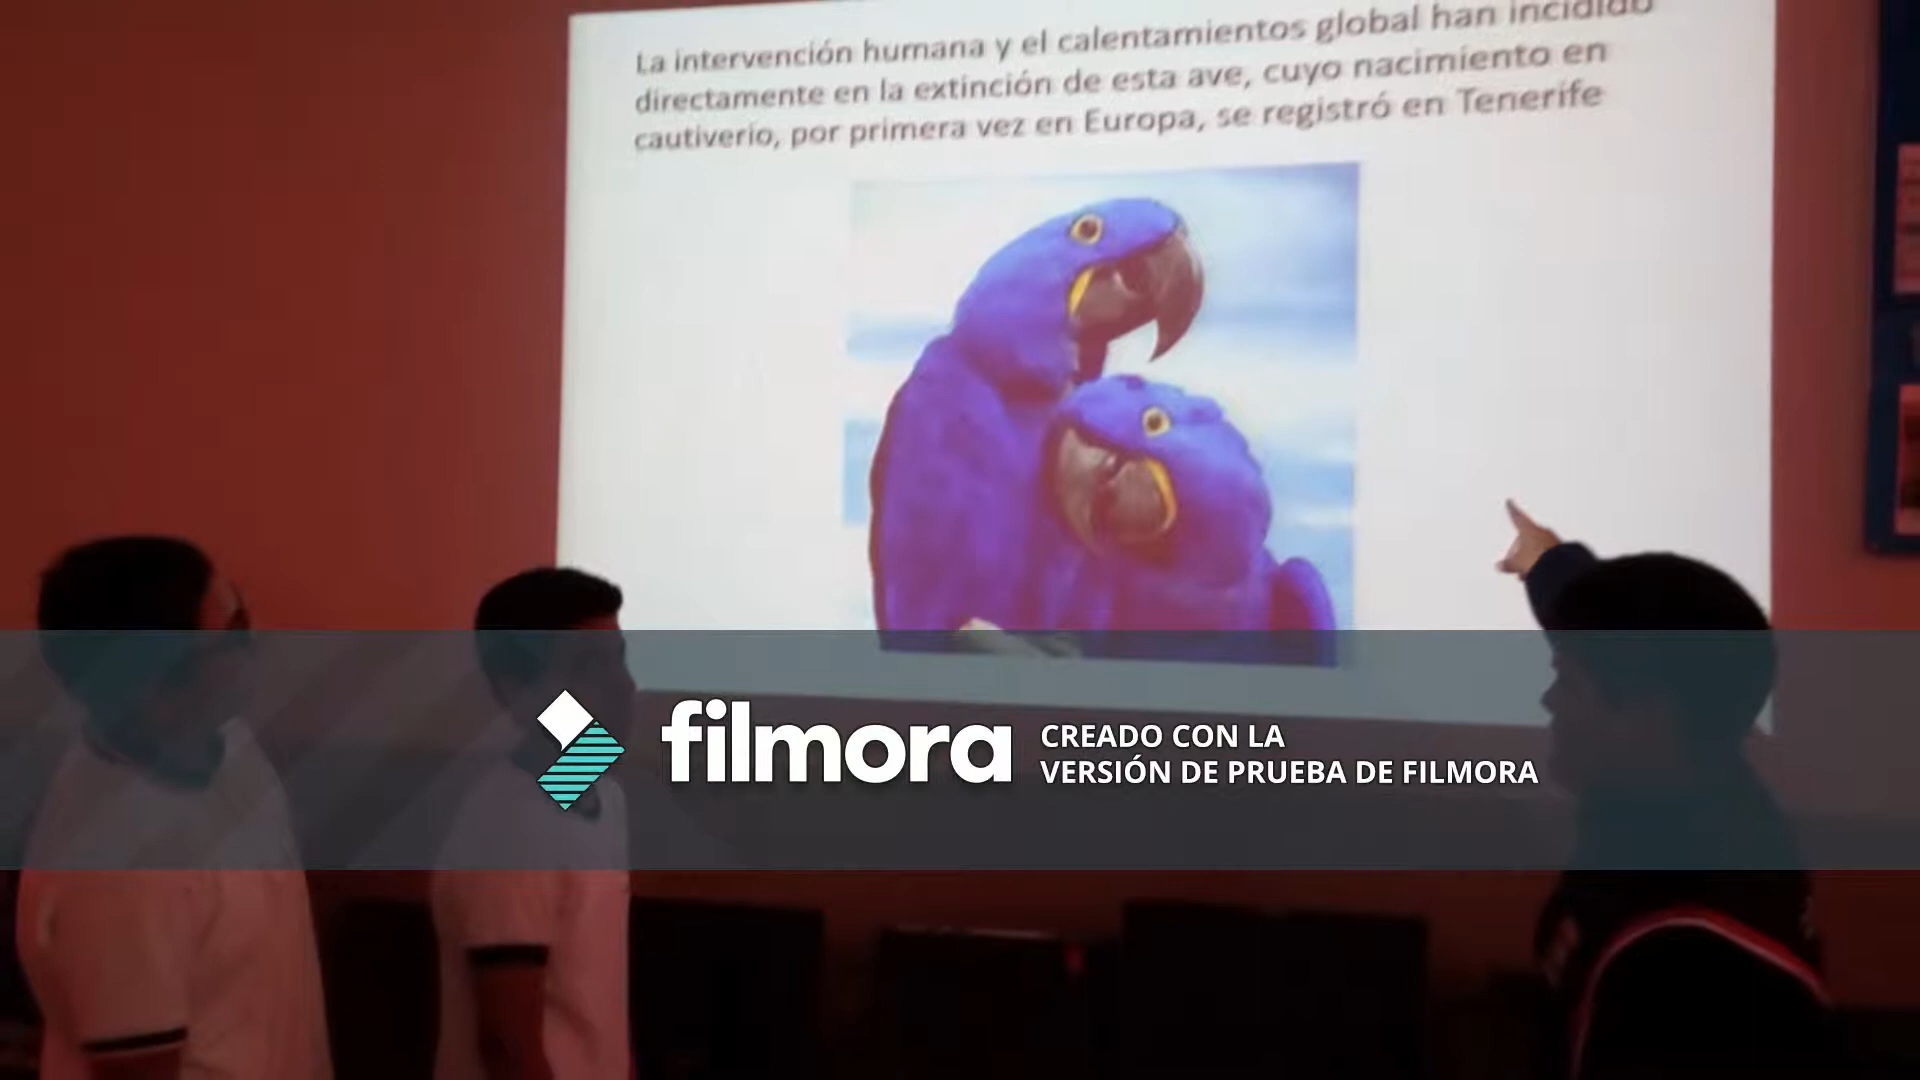 La intervención humana y el calentamientos global han incidido
directamente en la extinción de esta ave, cuyo nacimiento en
cautiverio, por primera vez en Europa, se registró en Tenerife
filmora
CREADO CON LA
VERSIÓN DE PRUEBA DE FILMORA